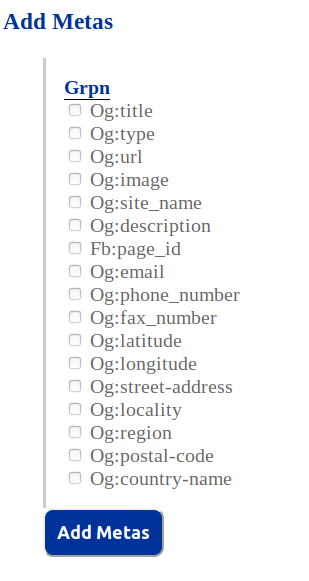 Add Metas
Grpn
Og:title
Og:type
Og:url
Og:image
Og:site_name
Og:description
Fb:page_id
Og:email
Og:phone_number
Og:fax_number
Og:latitude
Og:longitude
Og:street-address
Og:locality
Og:region
Og:postal-code
Og:country-name
Add Metas